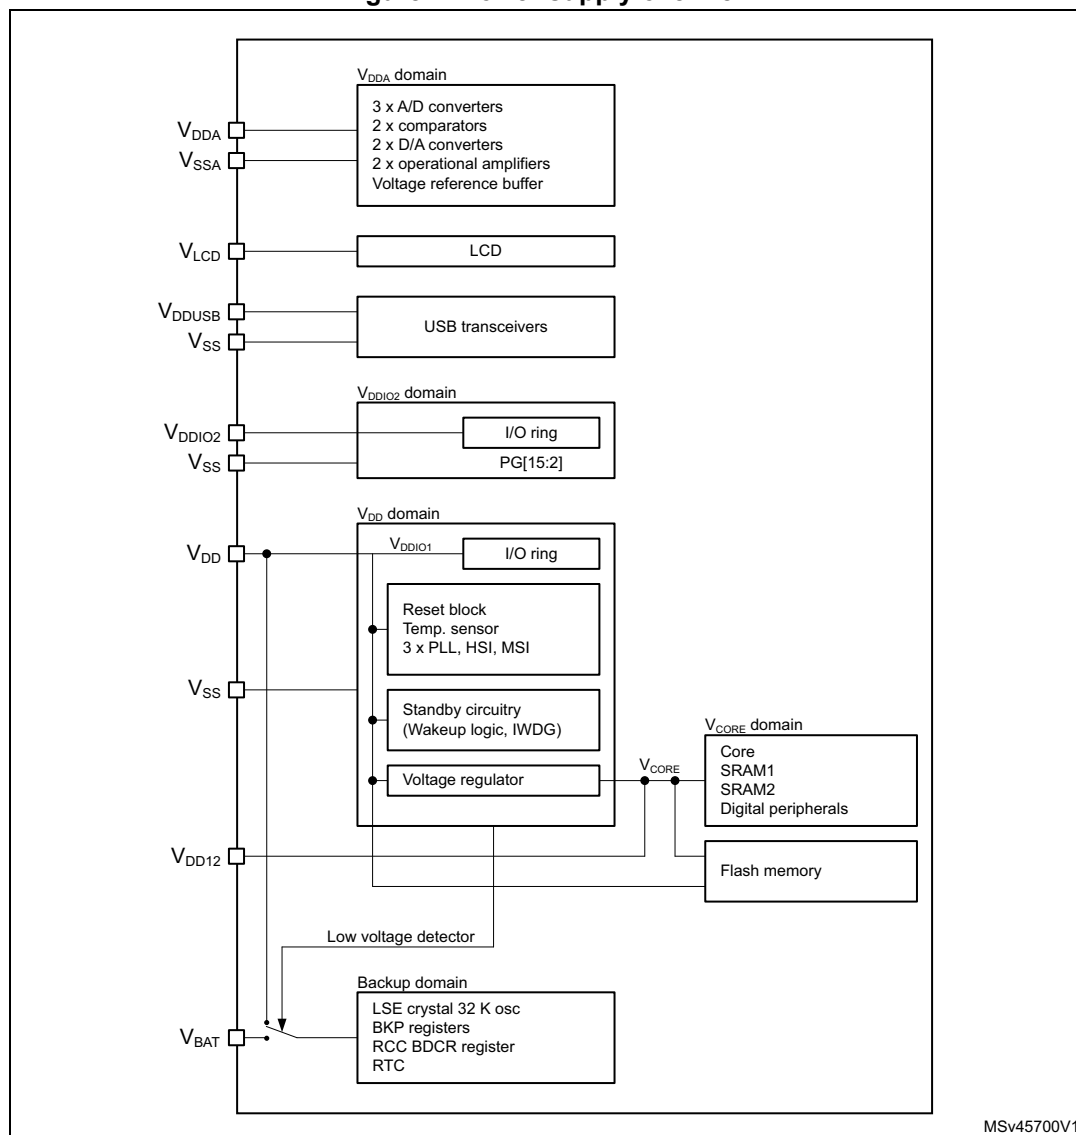 VDDA domain
3 x A/D converters
2 x comparators
2 x D/A converters
2 x operational amplifiers
Voltage reference buffer
VDDA
VSSA
VLCD
LCD
VDDUSB
VSS
USB transceivers
VDDIO2 domain
VDDIO2
VSS
I/O ring
PG[15:2]
VDD domain
VDD
VDDIO1
I/O ring
Reset block
Temp. sensor
3 x PLL, HSI, MSI
VSS
Standby circuitry
(Wakeup logic, IWDG)
Voltage regulator
VCORE
VCORE domain
Core
SRAM1
SRAM2
Digital peripherals
VDD12
Flash memory
Low voltage detector
Backup domain
LSE crystal 32 K osc
BKP registers
RCC BDCR register
RTC
VBAT
MSv45700V1